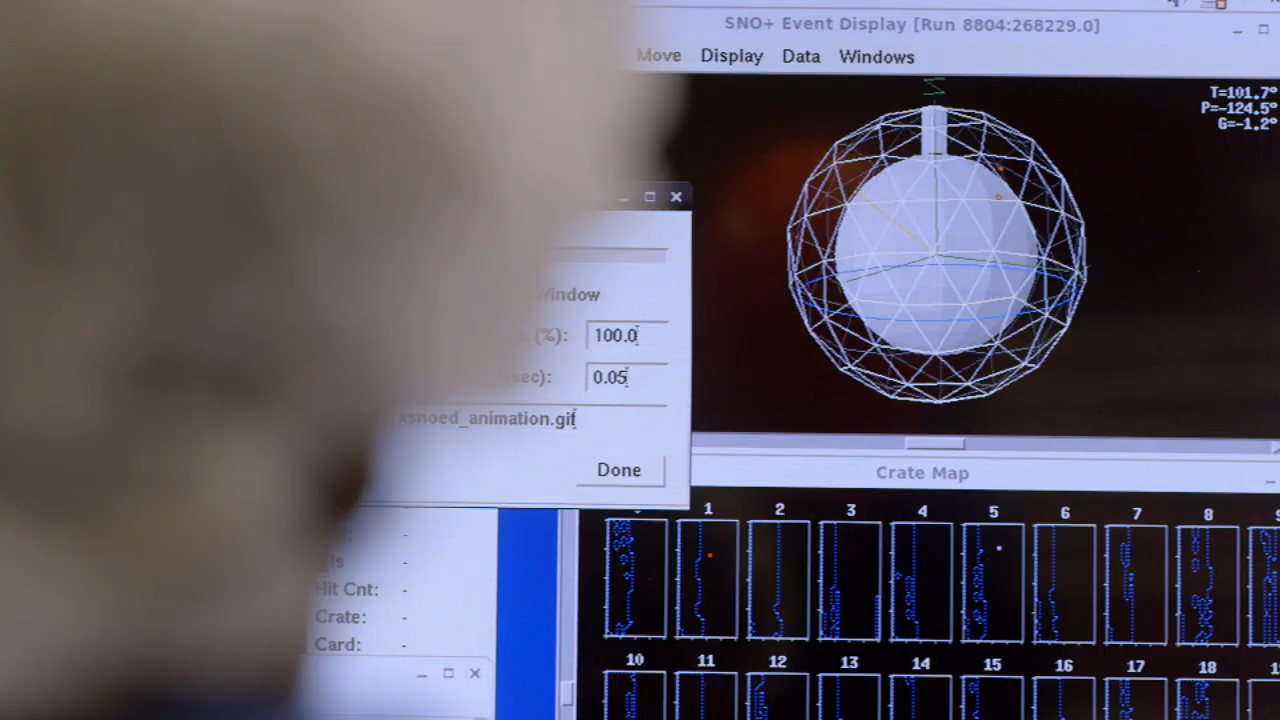 SNO+ Event Display [Run 8804:268229.0]
Move Display Data Windows
T=101.7°
P=-124.5°
G=-1.2°
Window
(%): 100.0
sec): 0.05
xsnoed_animation.gif
Done
Crate Map
1 2 3 4 5 6 7 8
Hit Cnt: -
Crate: -
Card: -
10 11 12 13 14 15 16 17 18